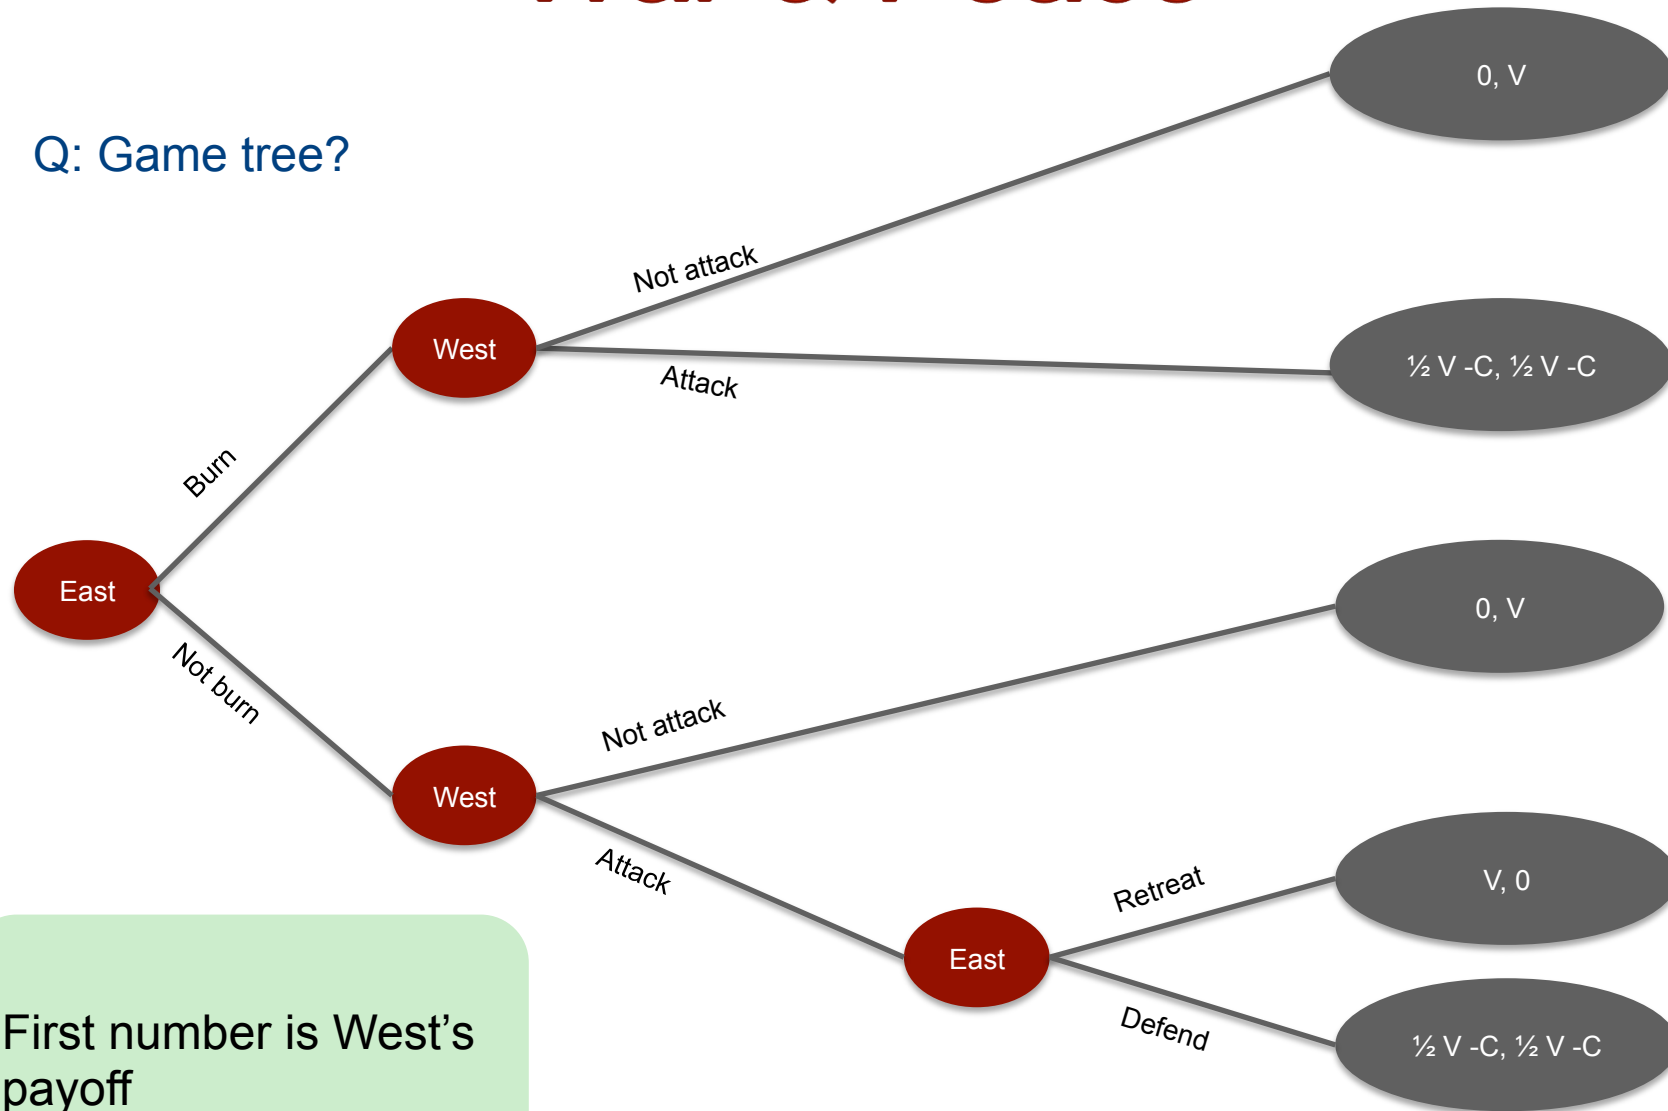 Q: Game tree?
0, V
Not attack
West
Attack
½ V -C, ½ V -C
Burn
East
Not burn
0, V
Not attack
West
Attack
Retreat
V, 0
East
Defend
½ V -C, ½ V -C
First number is West's
payoff